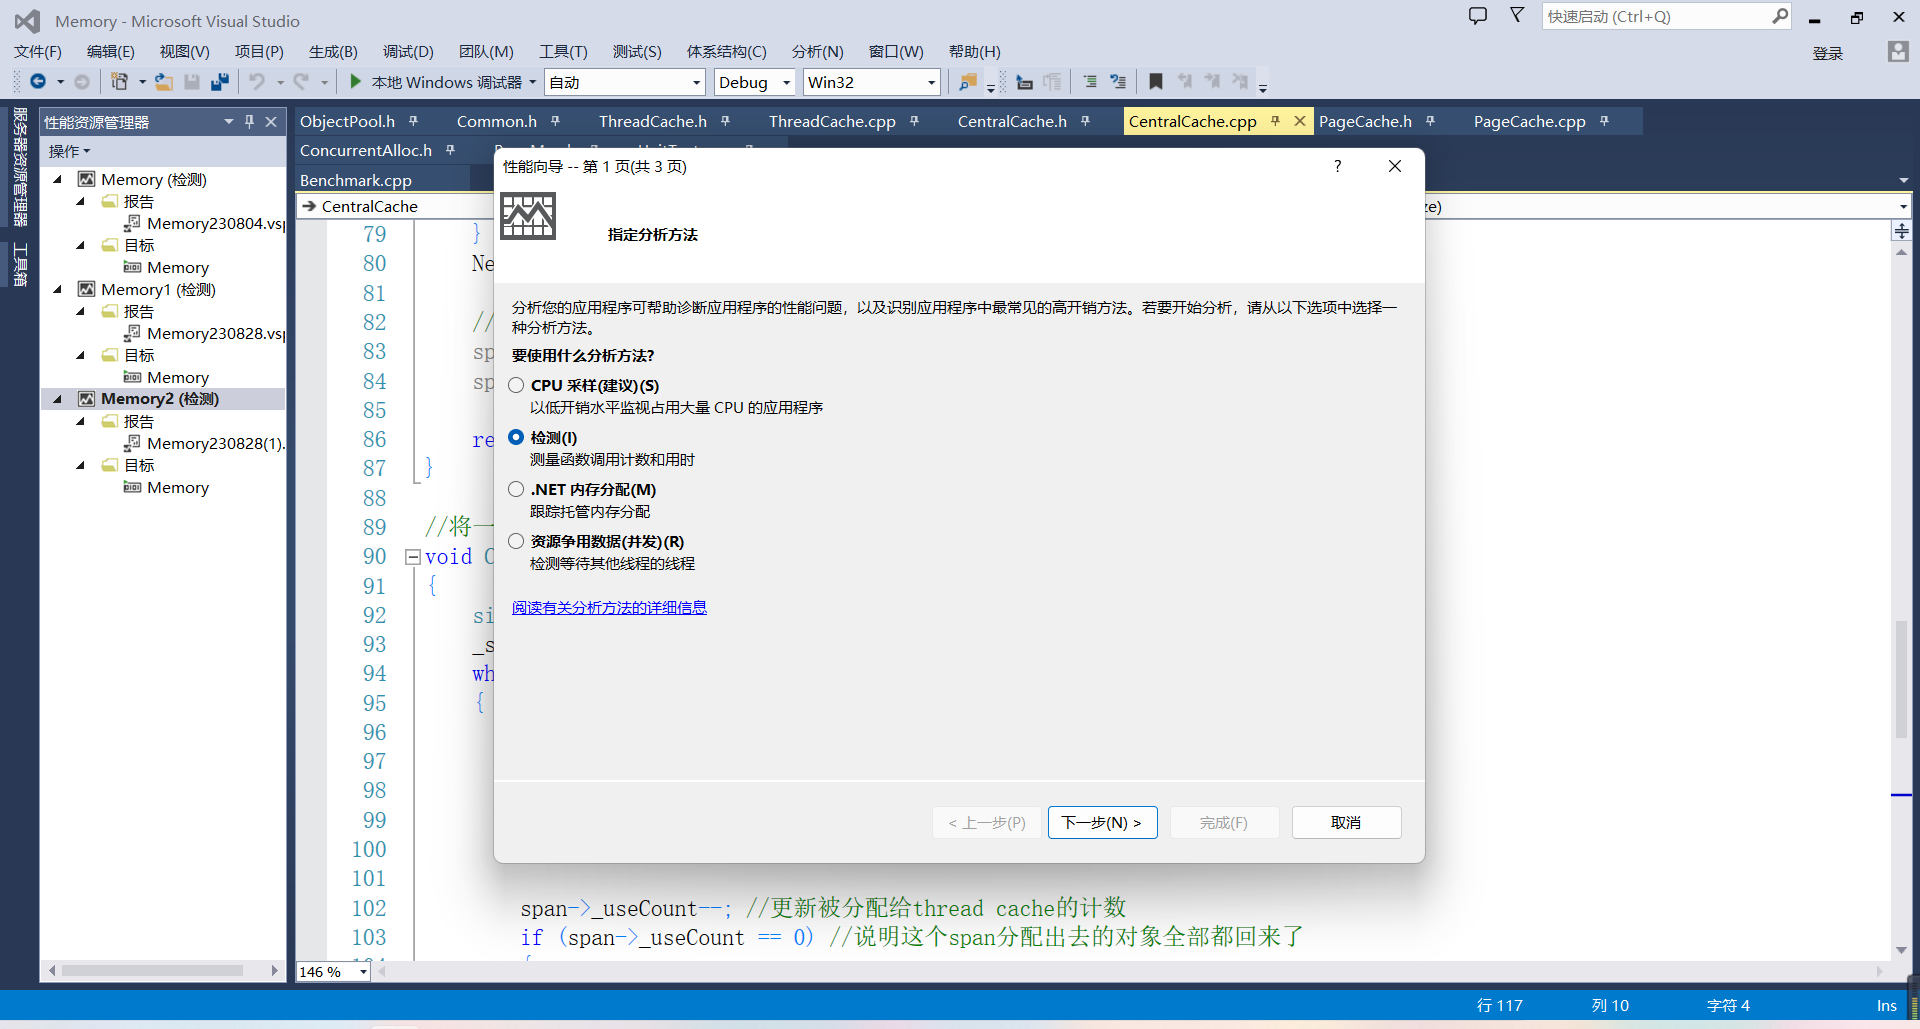 Memory - Microsoft Visual Studio
快速启动 (Ctrl+Q)
文件(F) 编辑(E) 视图(V) 项目(P) 生成(B) 调试(D) 团队(M) 工具(T) 测试(S) 体系结构(C) 分析(N) 窗口(W) 帮助(H) 登录
本地 Windows 调试器 自动 Debug Win32
服务器资源管理器
工具箱
性能资源管理器
操作
Memory (检测)
报告
Memory230804.vsp
目标
Memory
Memory1 (检测)
报告
Memory230828.vsp
目标
Memory
Memory2 (检测)
报告
Memory230828(1).
目标
Memory
ObjectPool.h Common.h ThreadCache.h ThreadCache.cpp CentralCache.h CentralCache.cpp PageCache.h PageCache.cpp
ConcurrentAlloc.h
Benchmark.cpp
CentralCache ze)
79 }
80 Ne
81
82 //
83 sp
84 sp
85
86 re
87 }
88
89 //将一
90 void C
91 {
92 si
93 _s
94 wh
95 {
96
97
98
99
100
101
102 span->_useCount--; //更新被分配给thread cache的计数
103 if (span->_useCount == 0) //说明这个span分配出去的对象全部都回来了
性能向导 -- 第 1 页(共 3 页)
?
指定分析方法
分析您的应用程序可帮助诊断应用程序的性能问题，以及识别应用程序中最常见的高开销方法。若要开始分析，请从以下选项中选择一
种分析方法。
要使用什么分析方法?
CPU 采样(建议)(S)
以低开销水平监视占用大量 CPU 的应用程序
检测(I)
测量函数调用计数和用时
.NET 内存分配(M)
跟踪托管内存分配
资源争用数据(并发)(R)
检测等待其他线程的线程
阅读有关分析方法的详细信息
< 上一步(P) 下一步(N) > 完成(F) 取消
146 %
行 117 列 10 字符 4 Ins